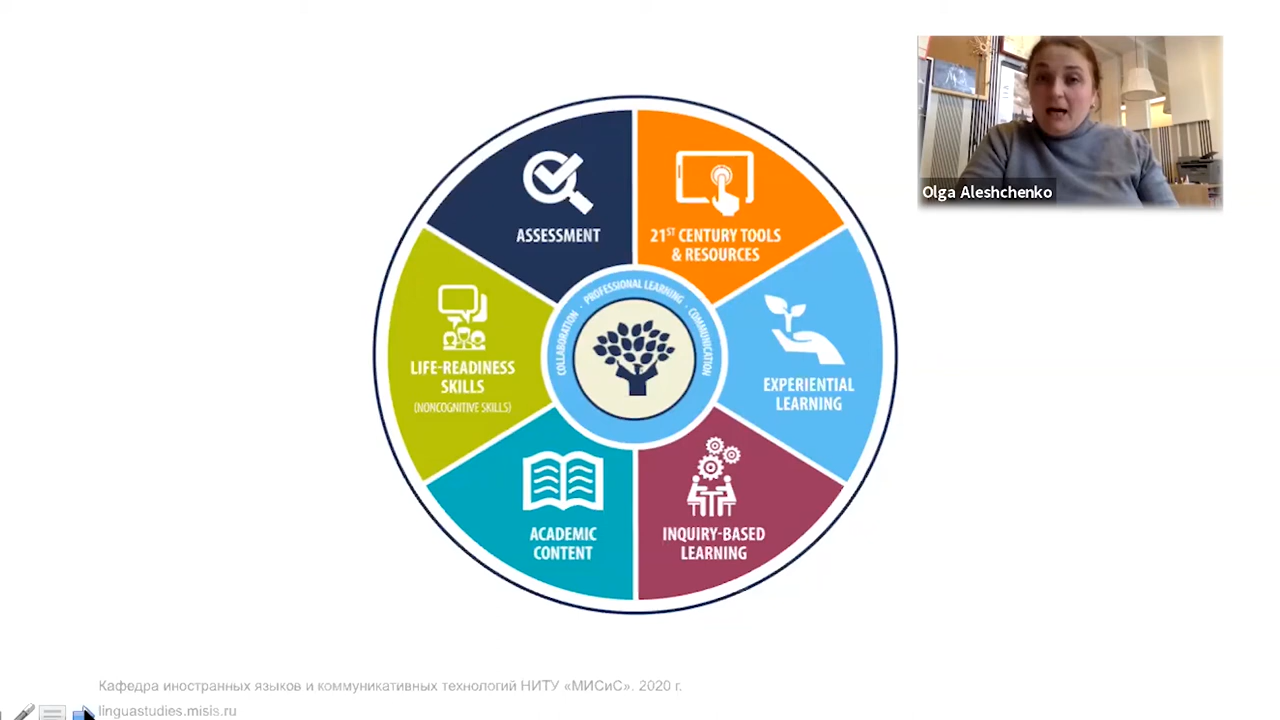 Olga Aleshchenko
ASSESSMENT
21ST CENTURY TOOLS
& RESOURCES
LIFE-READINESS
SKILLS
(NONCOGNITIVE SKILLS)
COLLABORATION · PROFESSIONAL LEARNING · COMMUNICATION
EXPERIENTIAL
LEARNING
ACADEMIC
CONTENT
INQUIRY-BASED
LEARNING
Кафедра иностранных языков и коммуникативных технологий НИТУ «МИСиС». 2020 г.
linguastudies.misis.ru